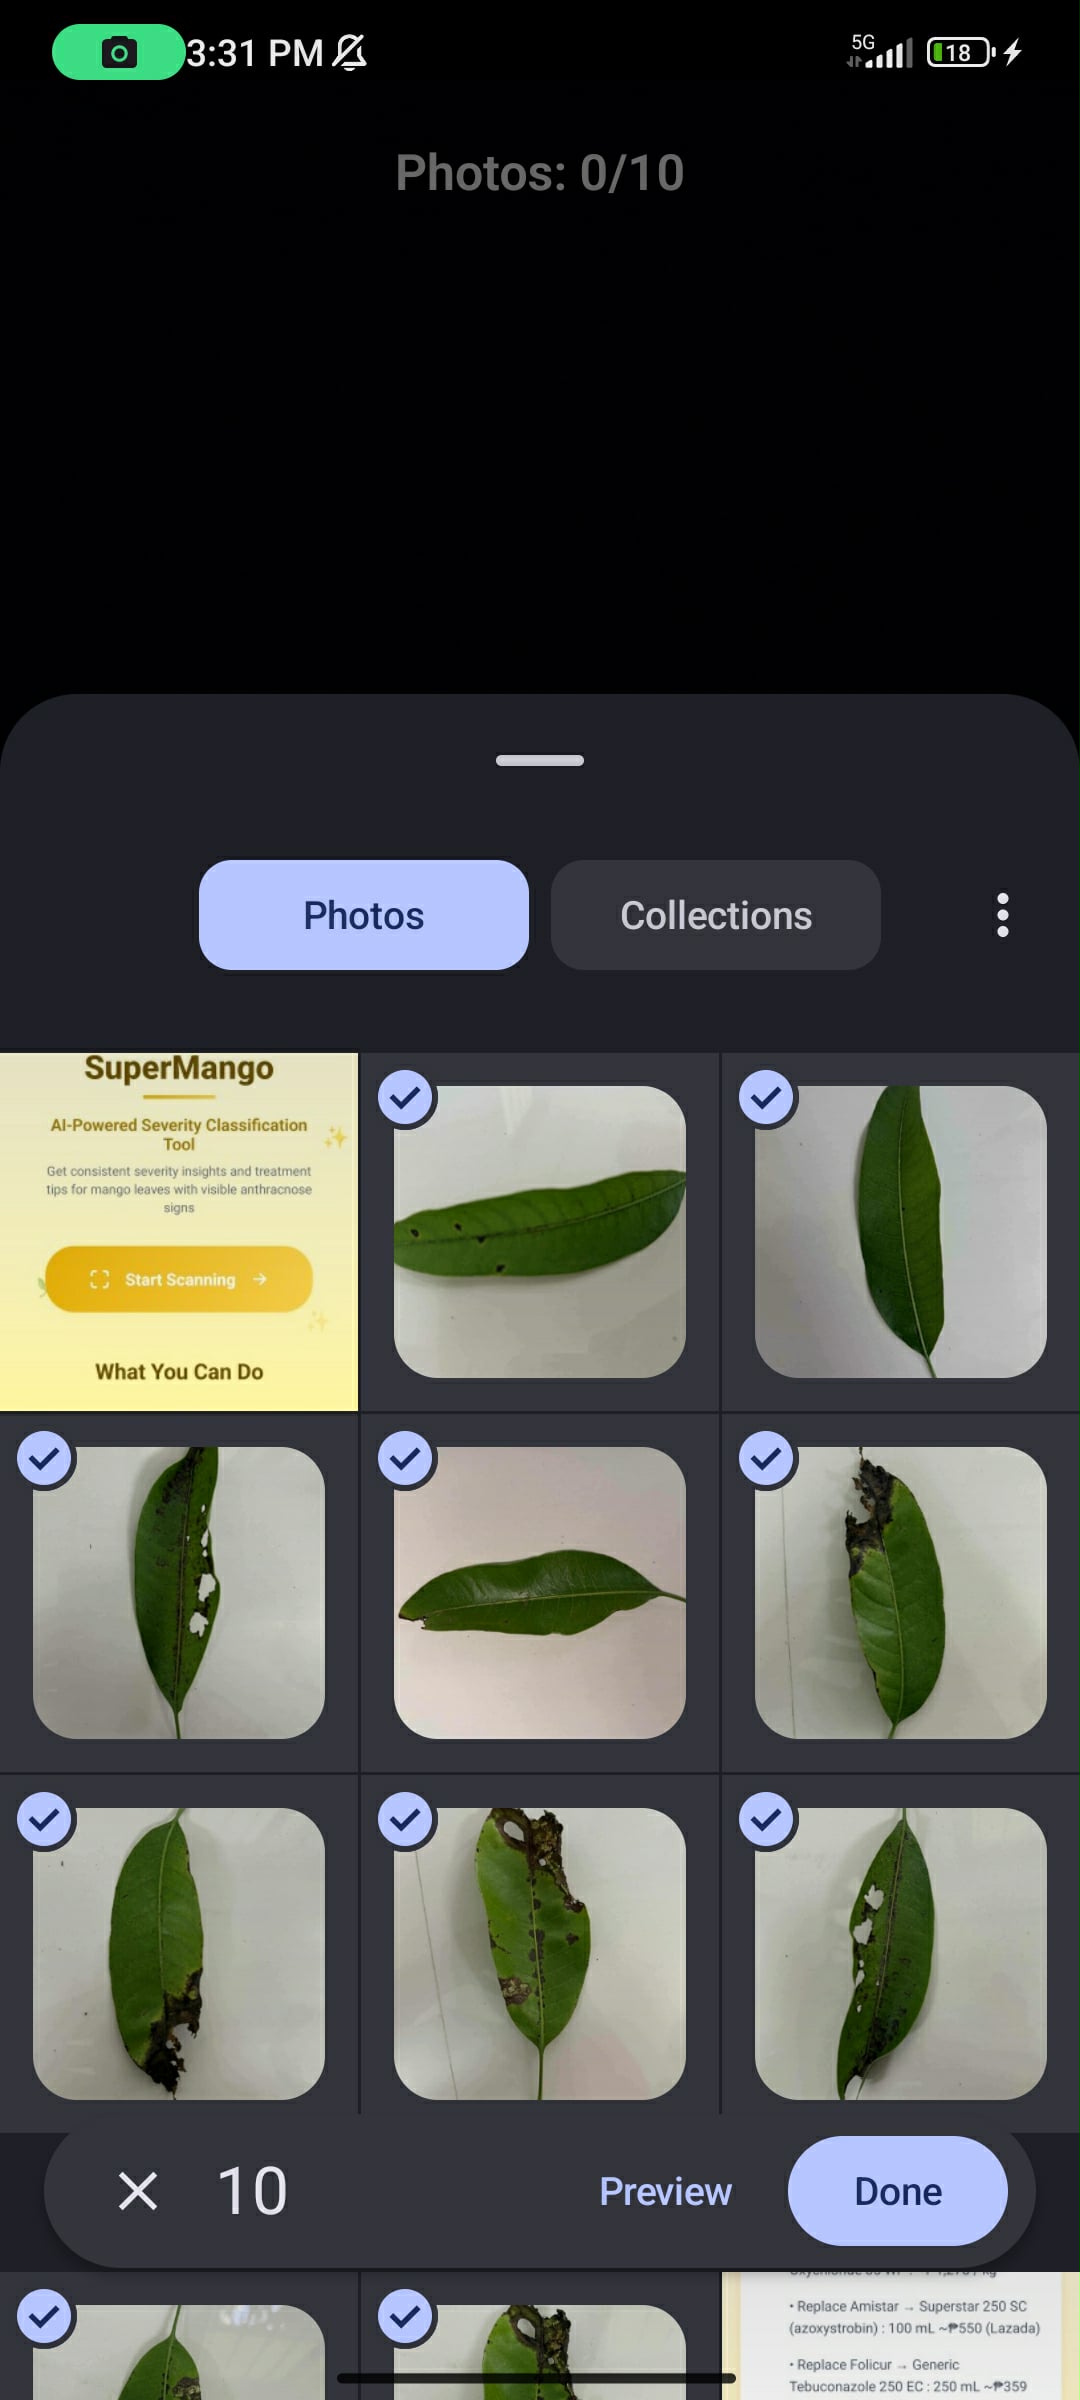 3:31 PM
5G
18
Photos: 0/10
Photos
Collections
SuperMango
AI-Powered Severity Classification
Tool
Get consistent severity insights and treatment
tips for mango leaves with visible anthracnose
signs
Start Scanning →
What You Can Do
10
Preview
Done
• Replace Amistar → Superstar 250 SC
(azoxystrobin) : 100 mL ~₱550 (Lazada)
• Replace Folicur → Generic
Tebuconazole 250 EC : 250 mL ~₱359